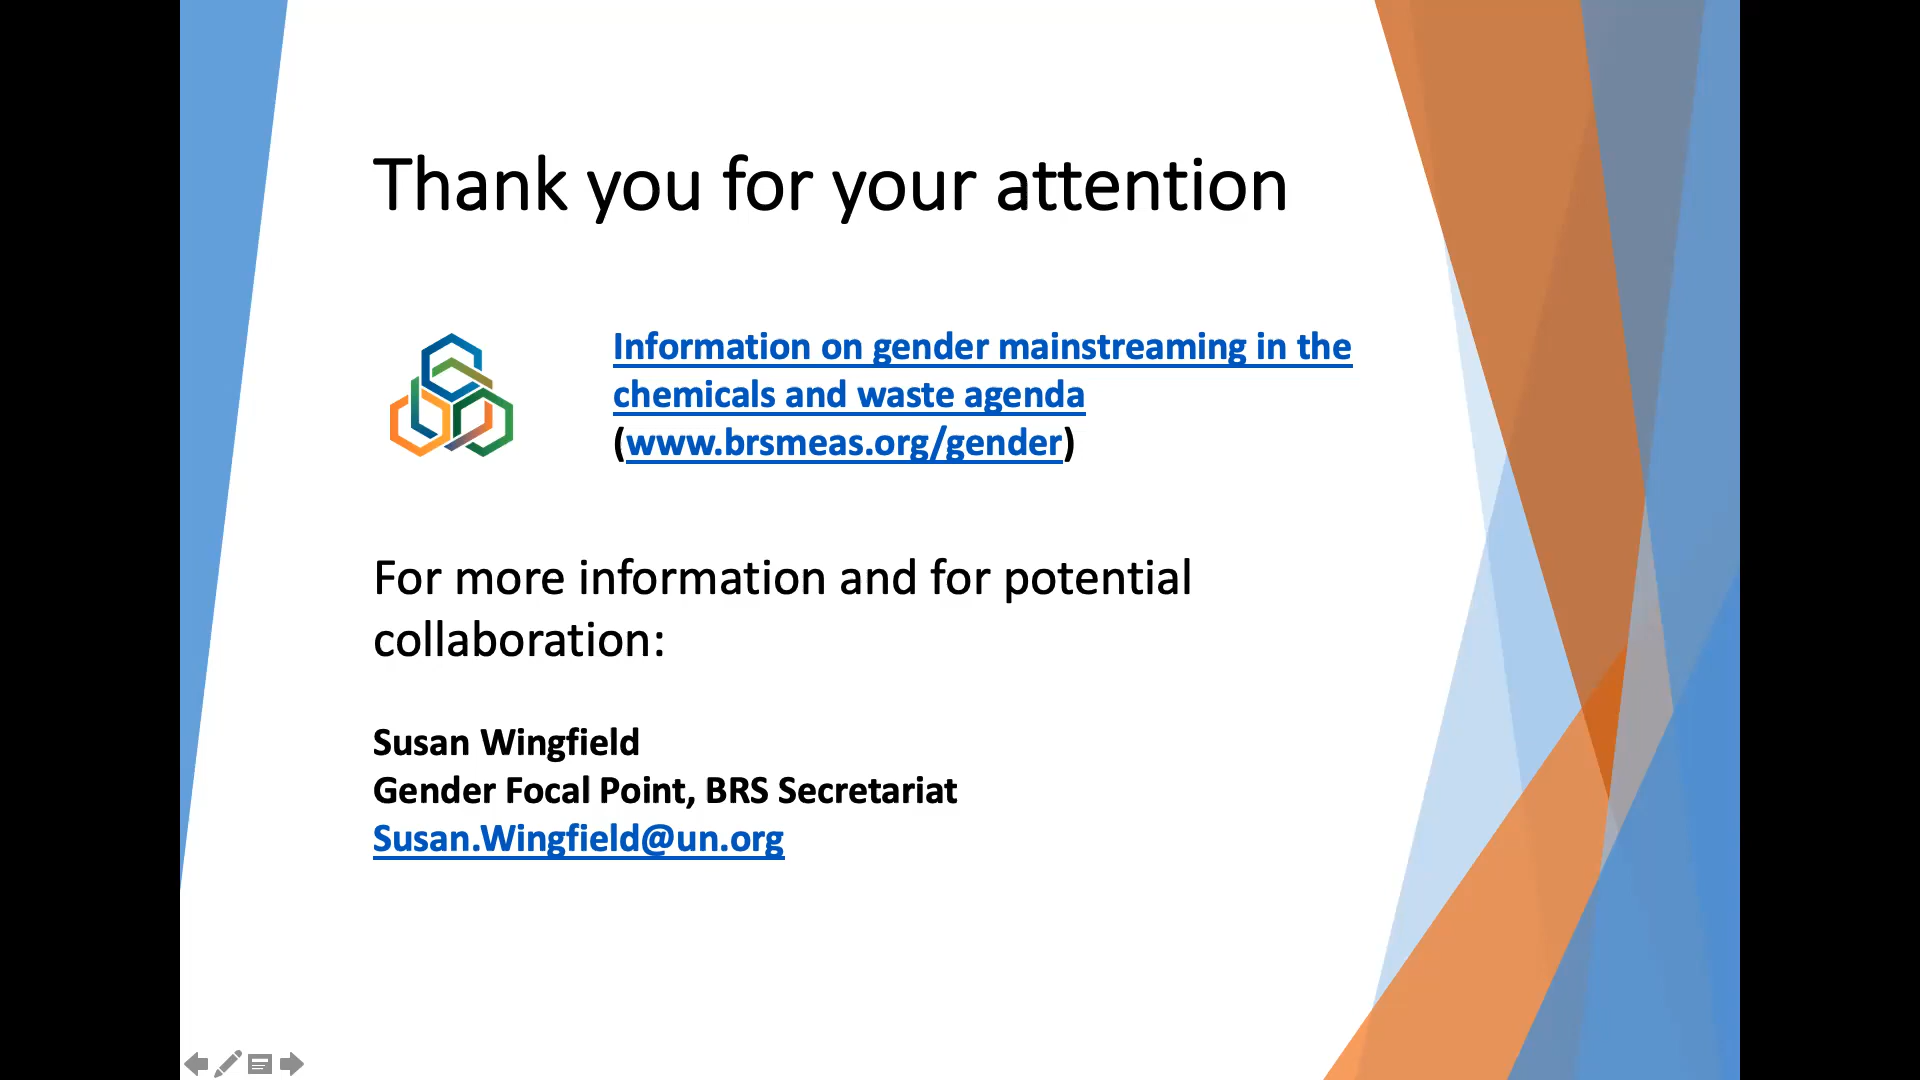 Thank you for your attention
Information on gender mainstreaming in the
chemicals and waste agenda
(www.brsmeas.org/gender)
For more information and for potential
collaboration:
Susan Wingfield
Gender Focal Point, BRS Secretariat
Susan.Wingfield@un.org